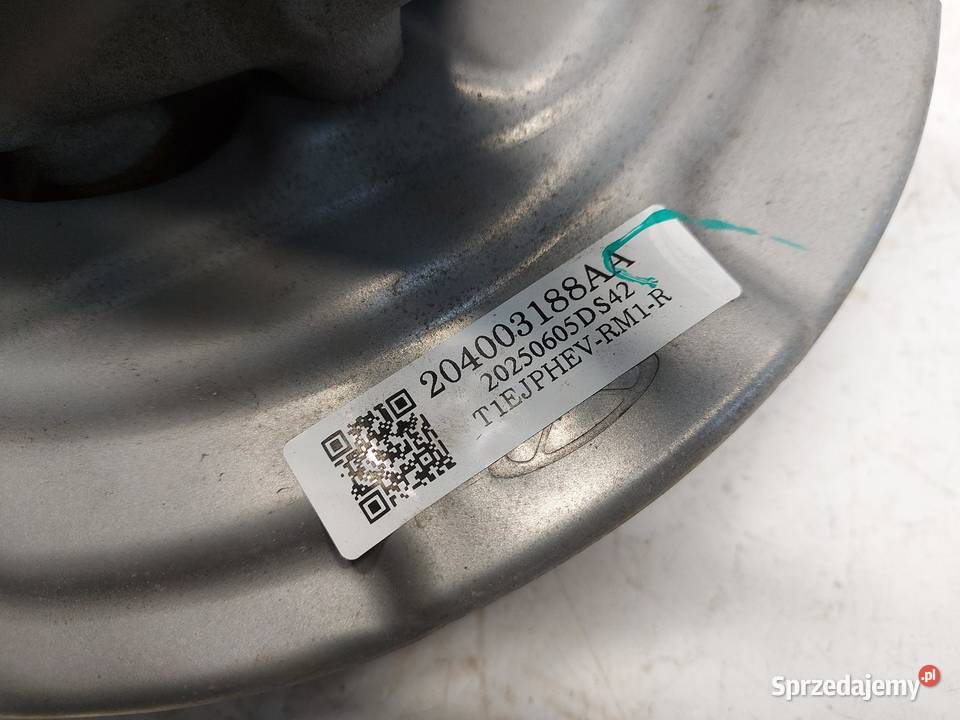 204003188AA
20250605DS42
T1EJPHEV-RM1-R
Sprzedajemy.pl